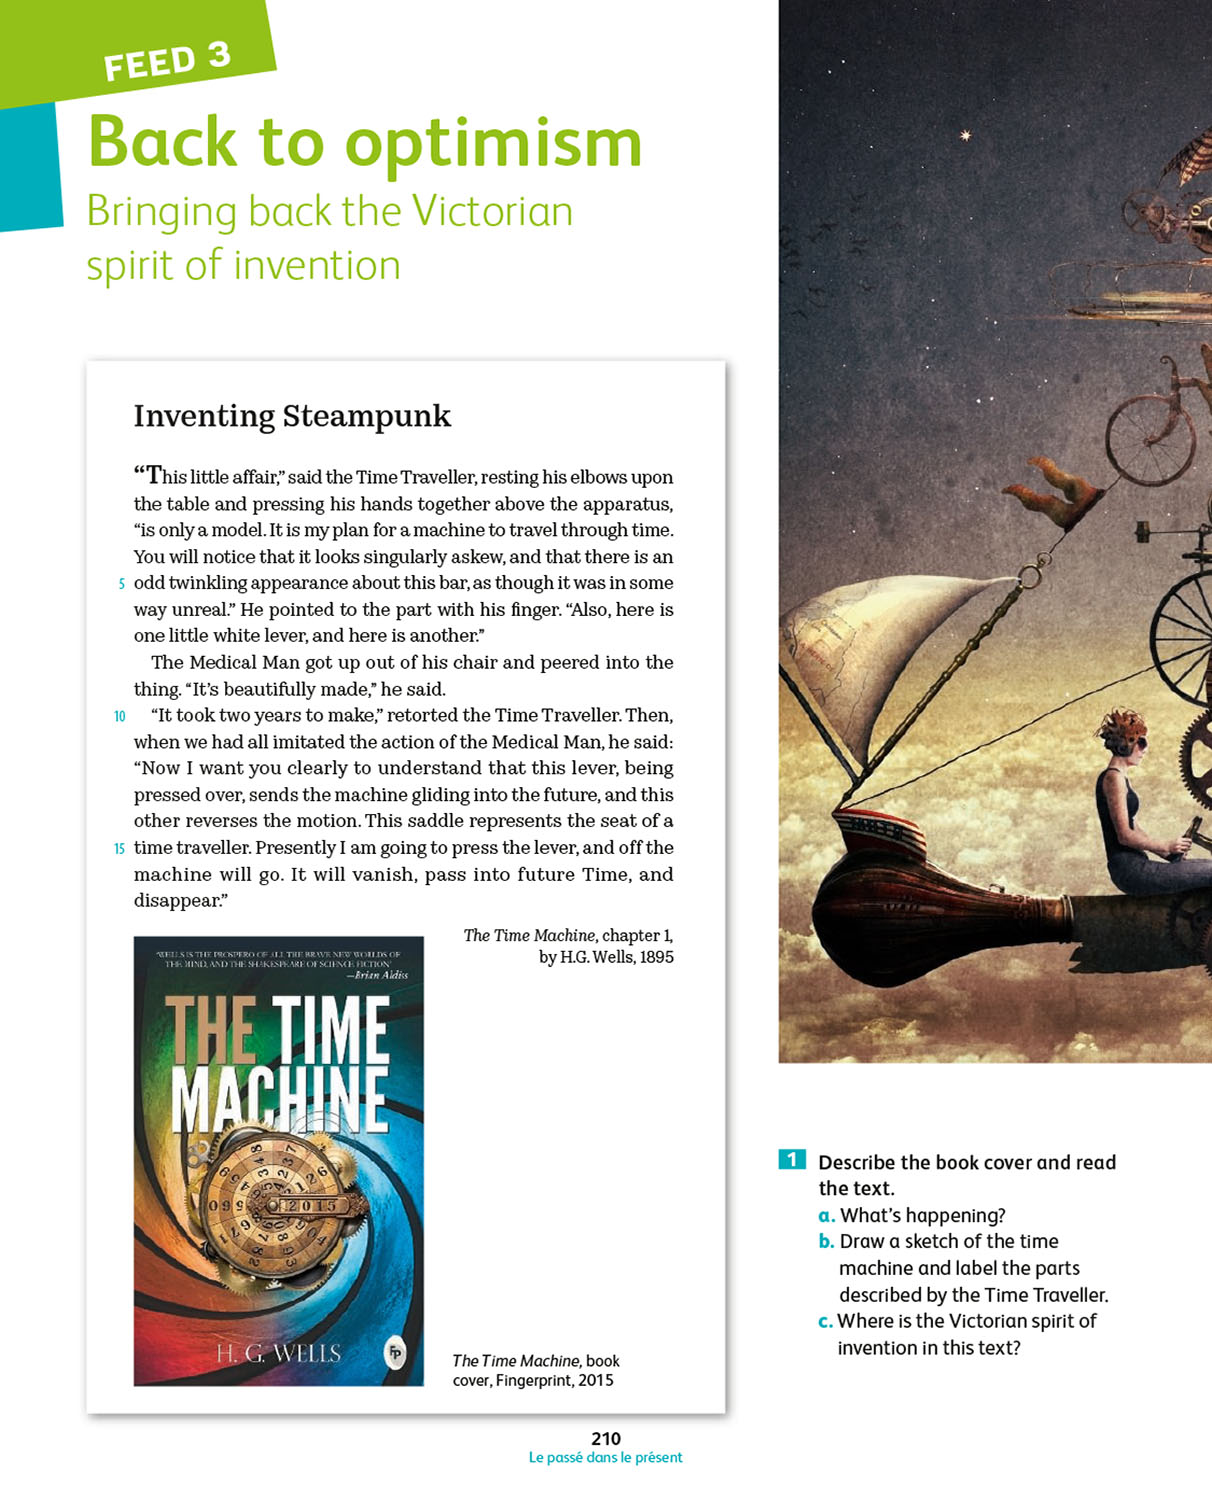 FEED 3
Back to optimism
Bringing back the Victorian
spirit of invention
Inventing Steampunk
“This little affair,” said the Time Traveller, resting his elbows upon
the table and pressing his hands together above the apparatus,
“is only a model. It is my plan for a machine to travel through time.
You will notice that it looks singularly askew, and that there is an
5 odd twinkling appearance about this bar, as though it was in some
way unreal.” He pointed to the part with his finger. “Also, here is
one little white lever, and here is another.”
The Medical Man got up out of his chair and peered into the
thing. “It’s beautifully made,” he said.
10 “It took two years to make,” retorted the Time Traveller. Then,
when we had all imitated the action of the Medical Man, he said:
“Now I want you clearly to understand that this lever, being
pressed over, sends the machine gliding into the future, and this
other reverses the motion. This saddle represents the seat of a
15 time traveller. Presently I am going to press the lever, and off the
machine will go. It will vanish, pass into future Time, and
disappear.”
The Time Machine, chapter 1,
by H.G. Wells, 1895
‘WELLS IS THE PROSPERO OF ALL THE BRAVE NEW WORLDS OF
THE MIND, AND THE SHAKESPEARE OF SCIENCE FICTION’
—Brian Aldiss
THE TIME
MACHINE
2015
H. G. WELLS
FP
The Time Machine, book
cover, Fingerprint, 2015
1 Describe the book cover and read
the text.
a. What’s happening?
b. Draw a sketch of the time
machine and label the parts
described by the Time Traveller.
c. Where is the Victorian spirit of
invention in this text?
210
Le passé dans le présent